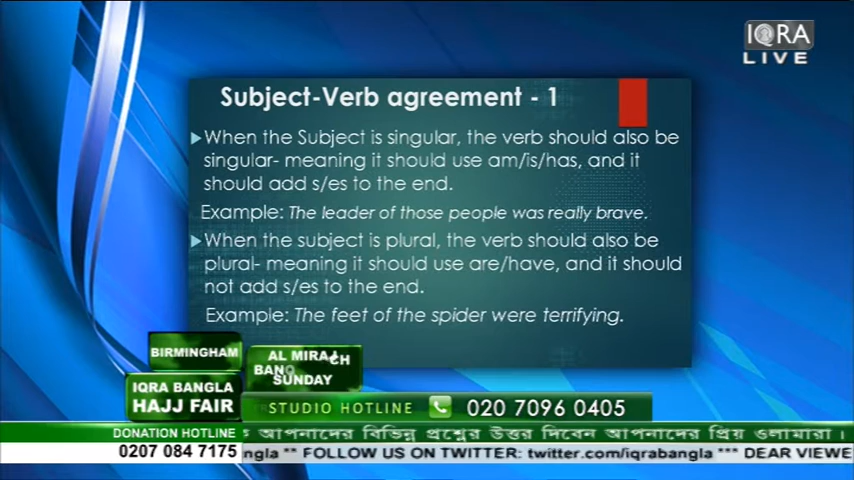 IQRA
LIVE
Subject-Verb agreement - 1
When the Subject is singular, the verb should also be
singular- meaning it should use am/is/has, and it
should add s/es to the end.
Example: The leader of those people was really brave.
When the subject is plural, the verb should also be
plural- meaning it should use are/have, and it should
not add s/es to the end.
Example: The feet of the spider were terrifying.
BIRMINGHAM
AL MIRA
BANQ
SUNDAY
IQRA BANGLA
HAJJ FAIR
STUDIO HOTLINE 020 7096 0405
DONATION HOTLINE
আপনাদের বিভিন্ন প্রশ্নের উত্তর দিবেন আপনাদের প্রিয় ওলামারা।
0207 084 7175
ngla ** FOLLOW US ON TWITTER: twitter.com/iqrabangla *** DEAR VIEWE